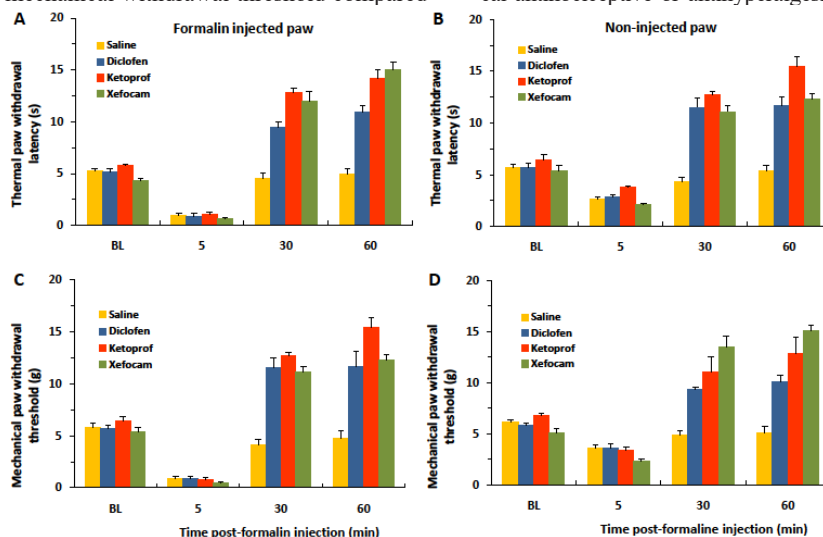 A
Formalin injected paw
Thermal paw withdrawal
latency (s)
20
15
10
5
0
Saline
Diclofen
Ketoprof
Xefocam
BL
5
30
60
B
Non-injected paw
Thermal paw withdrawal
latency (s)
20
15
10
5
0
Saline
Diclofen
Ketoprof
Xefocam
BL
5
30
60
C
Mechanical paw withdrawal
threshold (g)
20
15
10
5
0
Saline
Diclofen
Ketoprof
Xefocam
BL
5
30
60
Time post-formalin injection (min)
D
Mechanical paw withdrawal
threshold (g)
20
15
10
5
0
Saline
Diclofen
Ketoprof
Xefocam
BL
5
30
60
Time post-formaline injection (min)